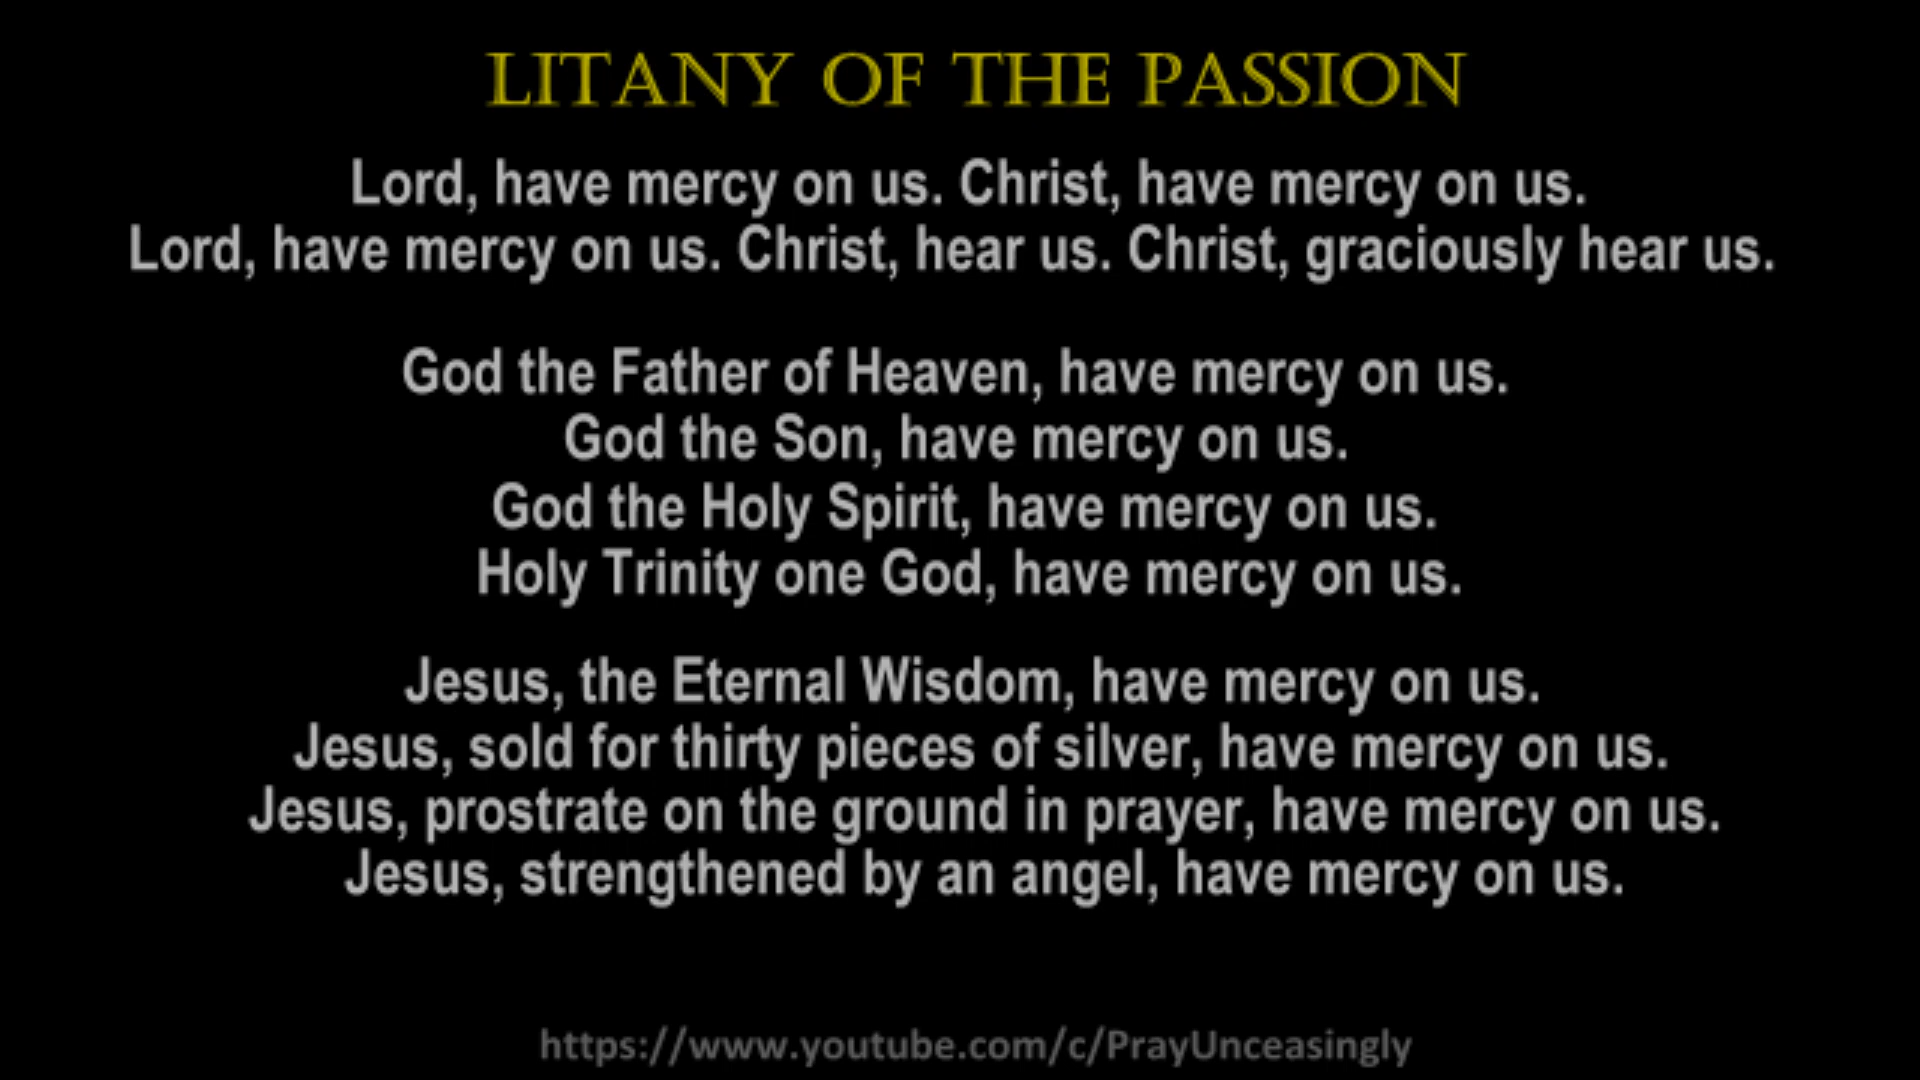 LITANY OF THE PASSION
Lord, have mercy on us. Christ, have mercy on us.
Lord, have mercy on us. Christ, hear us. Christ, graciously hear us.
God the Father of Heaven, have mercy on us.
God the Son, have mercy on us.
God the Holy Spirit, have mercy on us.
Holy Trinity one God, have mercy on us.
Jesus, the Eternal Wisdom, have mercy on us.
Jesus, sold for thirty pieces of silver, have mercy on us.
Jesus, prostrate on the ground in prayer, have mercy on us.
Jesus, strengthened by an angel, have mercy on us.
https://www.youtube.com/c/PrayUnceasingly